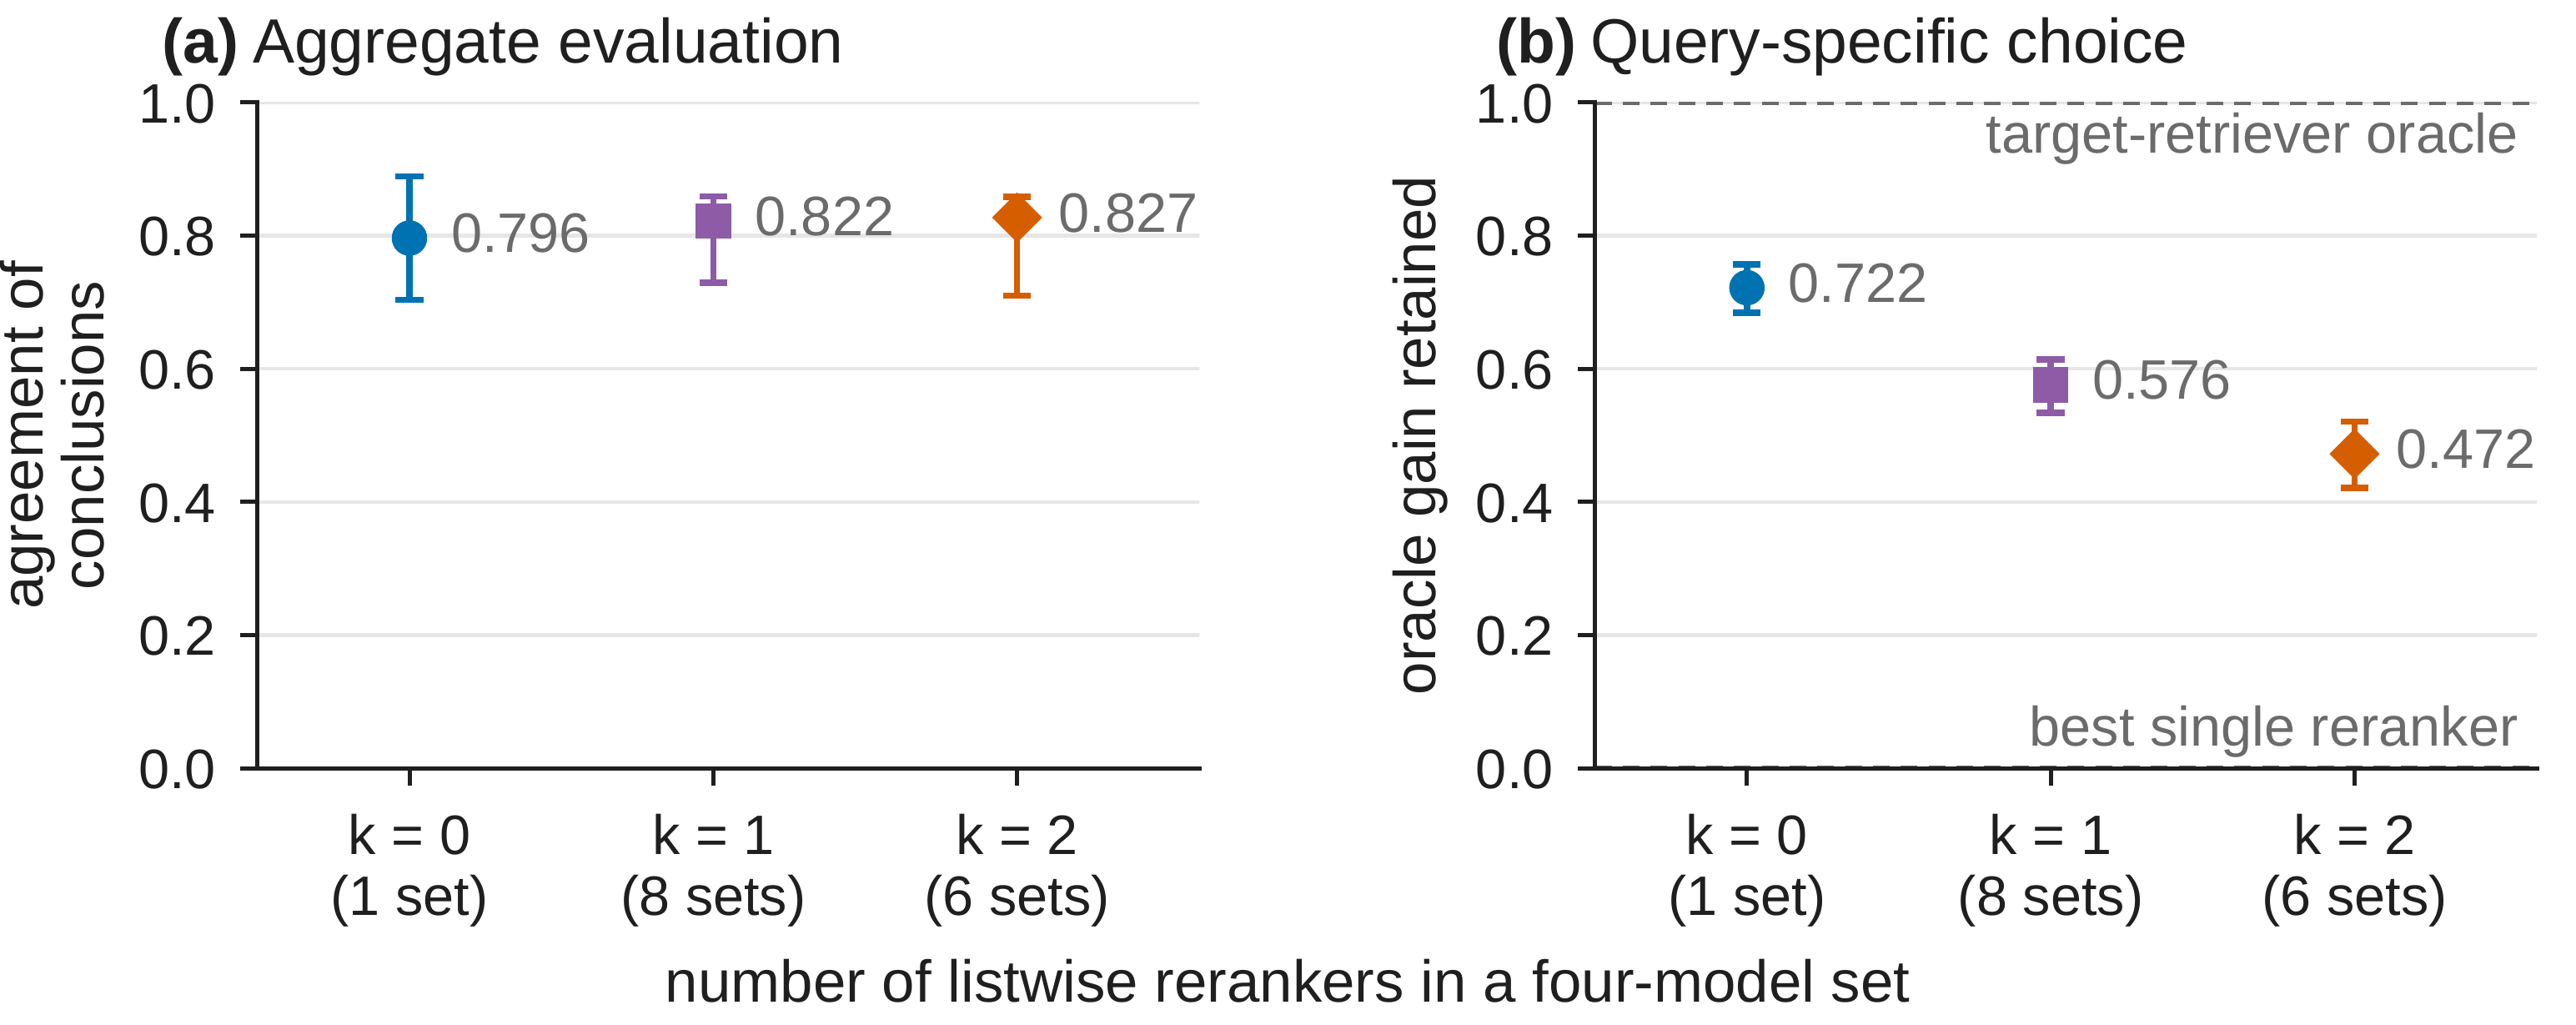 (a) Aggregate evaluation
agreement of
conclusions
1.0
0.8
0.6
0.4
0.2
0.0
0.796
0.822
0.827
k = 0
(1 set)
k = 1
(8 sets)
k = 2
(6 sets)
(b) Query-specific choice
oracle gain retained
1.0
0.8
0.6
0.4
0.2
0.0
target-retriever oracle
0.722
0.576
0.472
best single reranker
k = 0
(1 set)
k = 1
(8 sets)
k = 2
(6 sets)
number of listwise rerankers in a four-model set